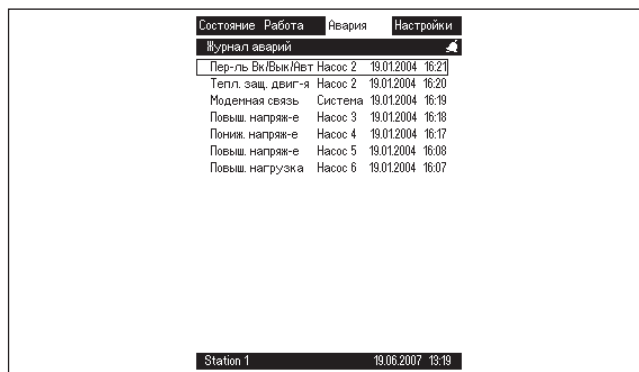 Состояние Работа Авария Настройки
Журнал аварий
Пер-ль Вк/Вык/Авт Насос 2 19.01.2004 16:21
Тепл. защ. двиг-я Насос 2 19.01.2004 16:20
Модемная связь Система 19.01.2004 16:19
Повыш. напряж-е Насос 3 19.01.2004 16:18
Пониж. напряж-е Насос 4 19.01.2004 16:17
Повыш. напряж-е Насос 5 19.01.2004 16:08
Повыш. нагрузка Насос 6 19.01.2004 16:07
Station 1 19.06.2007 13:19